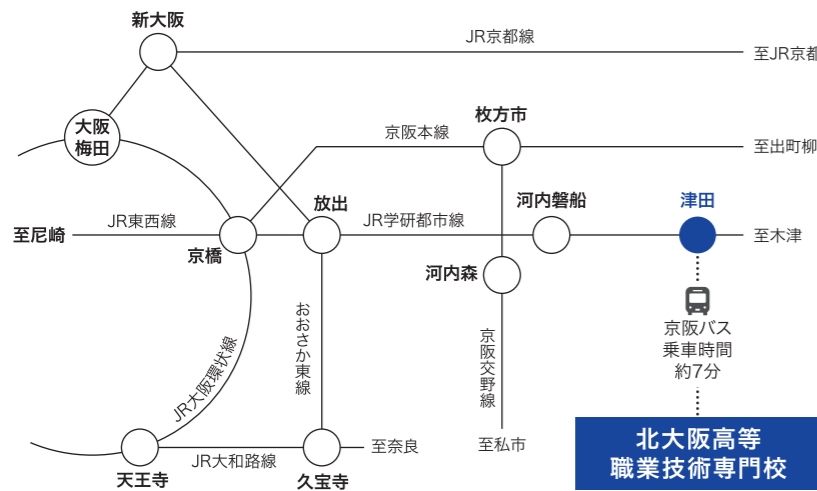 新大阪
JR京都線
至JR京都
大阪
梅田
京阪本線
枚方市
至出町柳
至尼崎
JR東西線
京橋
放出
JR学研都市線
河内磐船
津田
至木津
河内森
おおさか東線
JR大阪環状線
京阪交野線
京阪バス
乗車時間
約7分
天王寺
JR大和路線
久宝寺
至奈良
至私市
北大阪高等
職業技術専門校